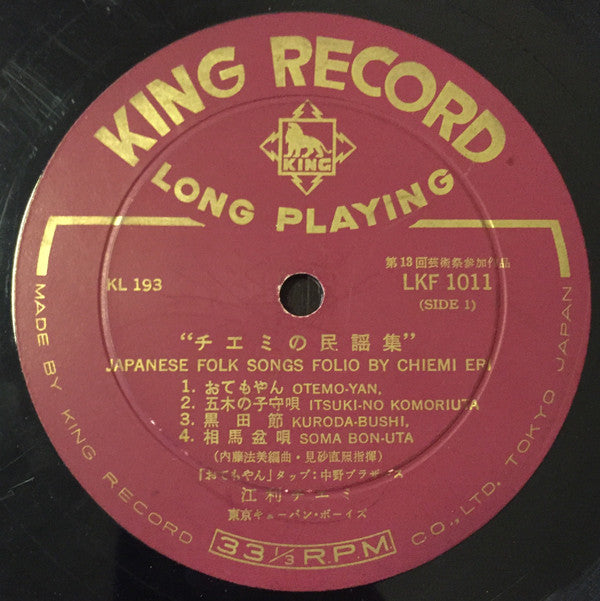 KING RECORD
KING
LONG PLAYING
第13回芸術祭参加作品
KL 193
LKF 1011
(SIDE 1)
“チエミの民謡集”
JAPANESE FOLK SONGS FOLIO BY CHIEMI ERI
1. おてもやん OTEMO-YAN,
2. 五木の子守唄 ITSUKI-NO KOMORIUTA
3. 黒田節 KURODA-BUSHI,
4. 相馬盆唄 SOMA BON-UTA
(内藤法美編曲・見砂直照指揮)
「おてもやん」タップ:中野ブラザース
江利チエミ
東京キューバン・ボーイズ
33 1/3 R.P.M.
MADE BY KING RECORD CO., LTD. TOKYO JAPAN